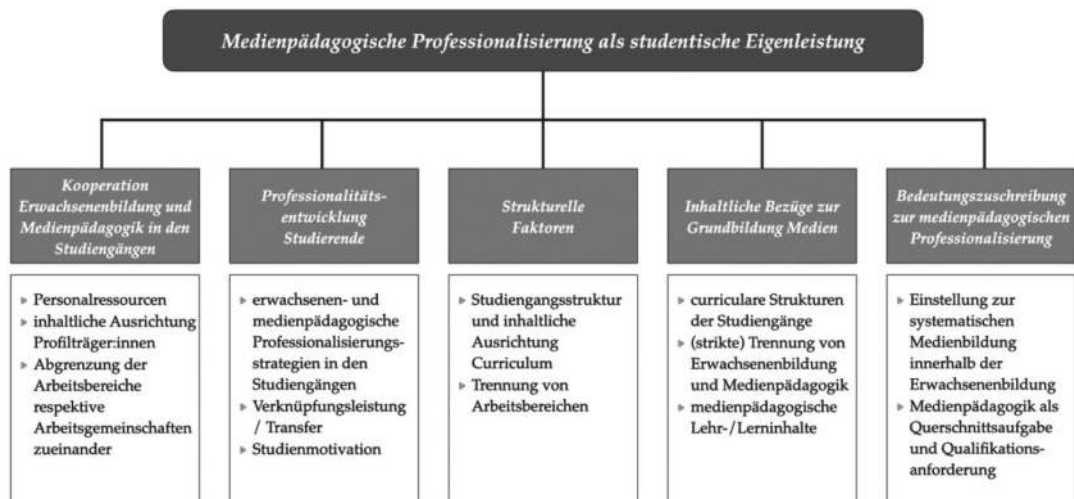 Medienpädagogische Professionalisierung als studentische Eigenleistung
Kooperation
Erwachsenenbildung und
Medienpädagogik in den
Studiengängen
▸ Personalressourcen
▸ inhaltliche Ausrichtung
Profilträger:innen
▸ Abgrenzung der
Arbeitsbereiche
respektive
Arbeitsgemeinschaften
zueinander
Professionalitäts-
entwicklung
Studierende
▸ erwachsenen- und
medienpädagogische
Professionalisierungs-
strategien in den
Studiengängen
▸ Verknüpfungsleistung
/ Transfer
▸ Studienmotivation
Strukturelle
Faktoren
▸ Studiengangsstruktur
und inhaltliche
Ausrichtung
Curriculum
▸ Trennung von
Arbeitsbereichen
Inhaltliche Bezüge zur
Grundbildung Medien
▸ curriculare Strukturen
der Studiengänge
▸ (strikte) Trennung von
Erwachsenenbildung
und Medienpädagogik
▸ medienpädagogische
Lehr-/Lerninhalte
Bedeutungszuschreibung
zur medienpädagogischen
Professionalisierung
▸ Einstellung zur
systematischen
Medienbildung
innerhalb der
Erwachsenenbildung
▸ Medienpädagogik als
Querschnittsaufgabe
und Qualifikations-
anforderung